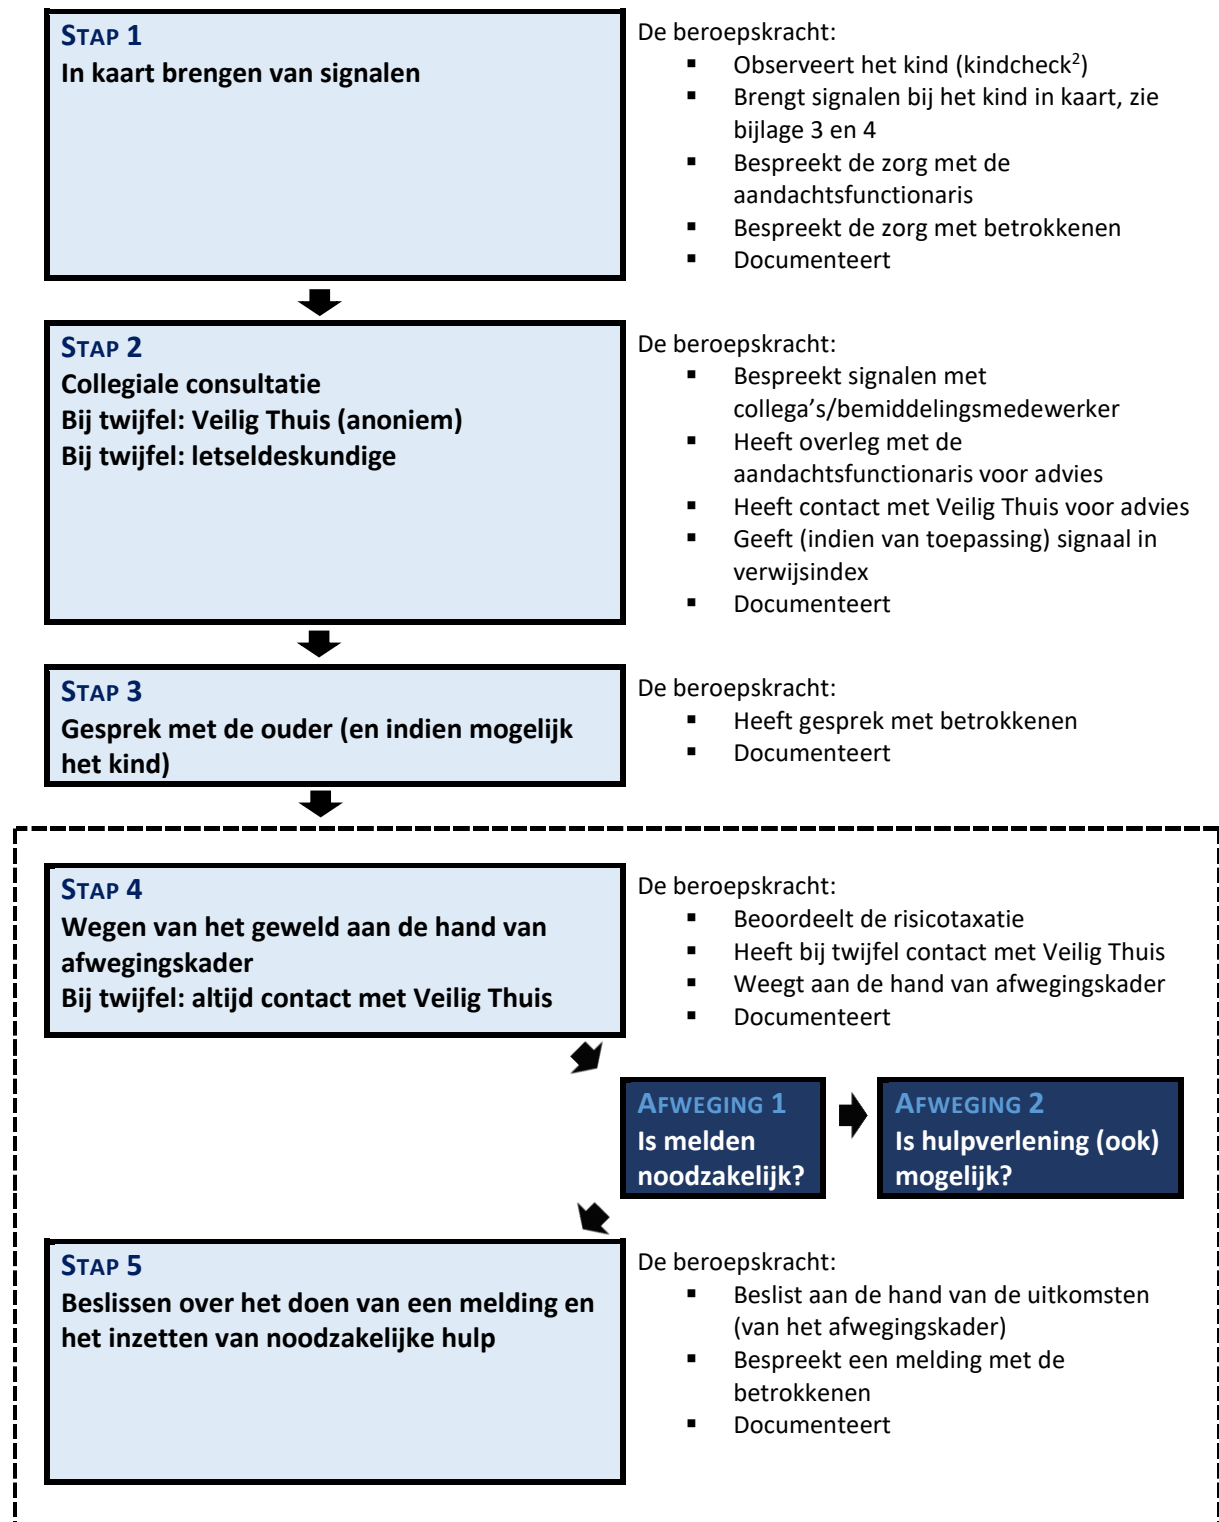 STAP 1
In kaart brengen van signalen
De beroepskracht:
▪ Observeert het kind (kindcheck²)
▪ Brengt signalen bij het kind in kaart, zie
bijlage 3 en 4
▪ Bespreekt de zorg met de
aandachtsfunctionaris
▪ Bespreekt de zorg met betrokkenen
▪ Documenteert
STAP 2
Collegiale consultatie
Bij twijfel: Veilig Thuis (anoniem)
Bij twijfel: letseldeskundige
De beroepskracht:
▪ Bespreekt signalen met
collega’s/bemiddelingsmedewerker
▪ Heeft overleg met de
aandachtsfunctionaris voor advies
▪ Heeft contact met Veilig Thuis voor advies
▪ Geeft (indien van toepassing) signaal in
verwijsindex
▪ Documenteert
STAP 3
Gesprek met de ouder (en indien mogelijk
het kind)
De beroepskracht:
▪ Heeft gesprek met betrokkenen
▪ Documenteert
STAP 4
Wegen van het geweld aan de hand van
afwegingskader
Bij twijfel: altijd contact met Veilig Thuis
De beroepskracht:
▪ Beoordeelt de risicotaxatie
▪ Heeft bij twijfel contact met Veilig Thuis
▪ Weegt aan de hand van afwegingskader
▪ Documenteert
AFWEGING 1
Is melden
noodzakelijk?
AFWEGING 2
Is hulpverlening (ook)
mogelijk?
STAP 5
Beslissen over het doen van een melding en
het inzetten van noodzakelijke hulp
De beroepskracht:
▪ Beslist aan de hand van de uitkomsten
(van het afwegingskader)
▪ Bespreekt een melding met de
betrokkenen
▪ Documenteert